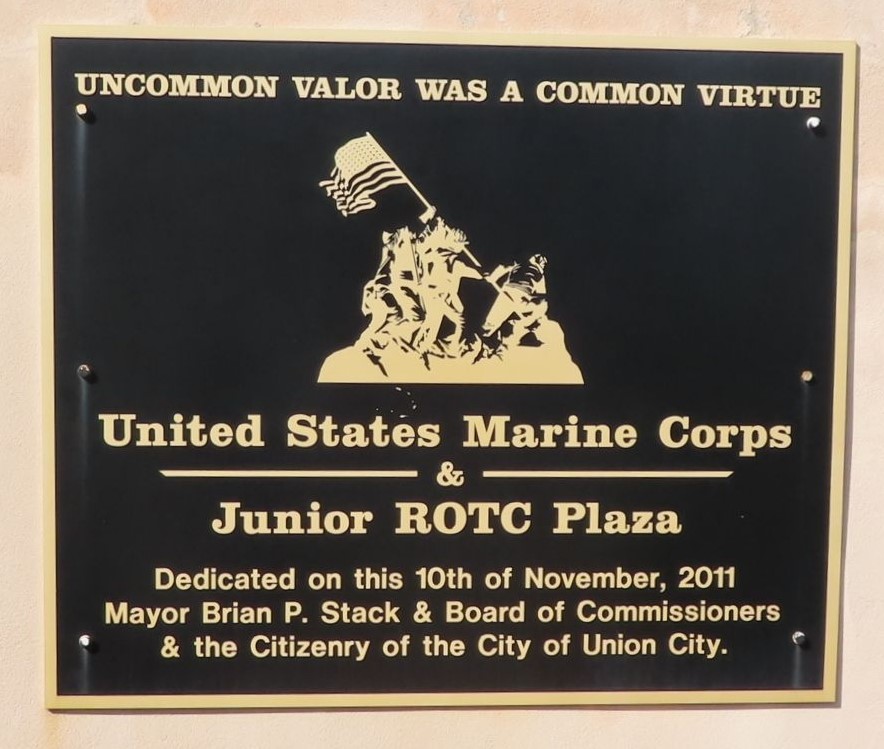 UNCOMMON VALOR WAS A COMMON VIRTUE
United States Marine Corps
&
Junior ROTC Plaza
Dedicated on this 10th of November, 2011
Mayor Brian P. Stack & Board of Commissioners
& the Citizenry of the City of Union City.